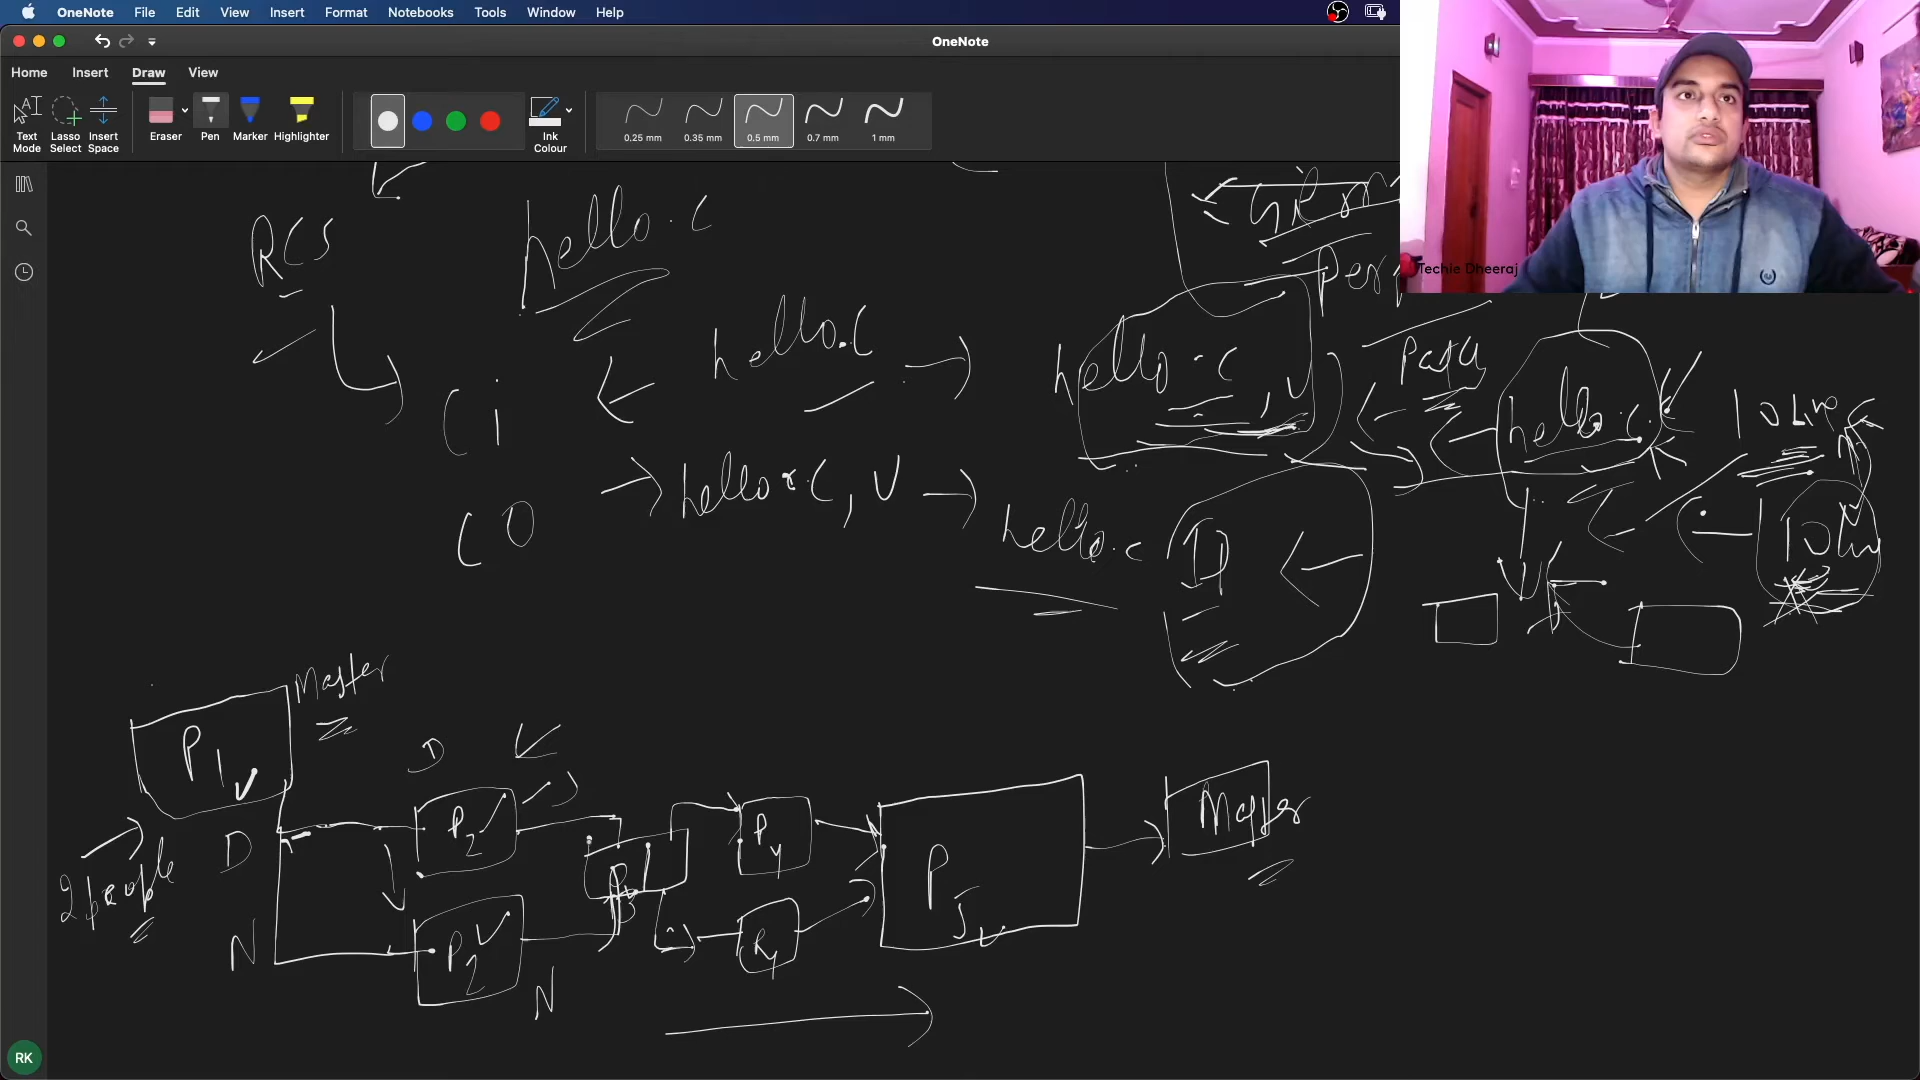 OneNote File Edit View Insert Format Notebooks Tools Window Help
OneNote
Home Insert Draw View
Text Mode
Lasso Select
Insert Space
Eraser
Pen
Marker
Highlighter
Ink Colour
0.25 mm
0.35 mm
0.5 mm
0.7 mm
1 mm
Techie Dheeraj
RCS
hello.c
Ci
hello.c
hello.c,v
hello.c
10 line
CO
hello.c,v
hello.c
P1
Master
2 people
D
N
D
P2
P2
N
P3
Py
Ry
P5
Master
RK